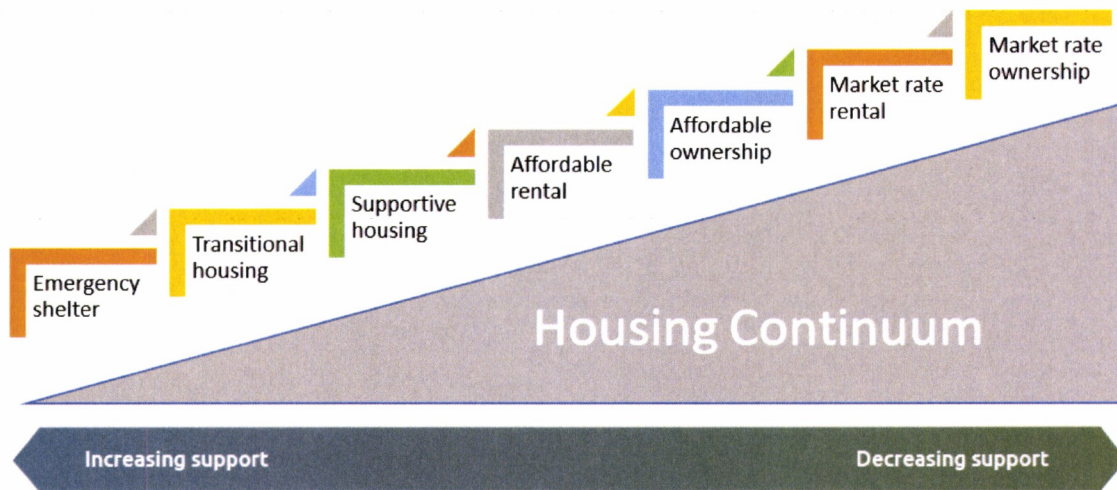 Emergency
shelter
Transitional
housing
Supportive
housing
Affordable
rental
Affordable
ownership
Market rate
rental
Market rate
ownership
Housing Continuum
Increasing support
Decreasing support